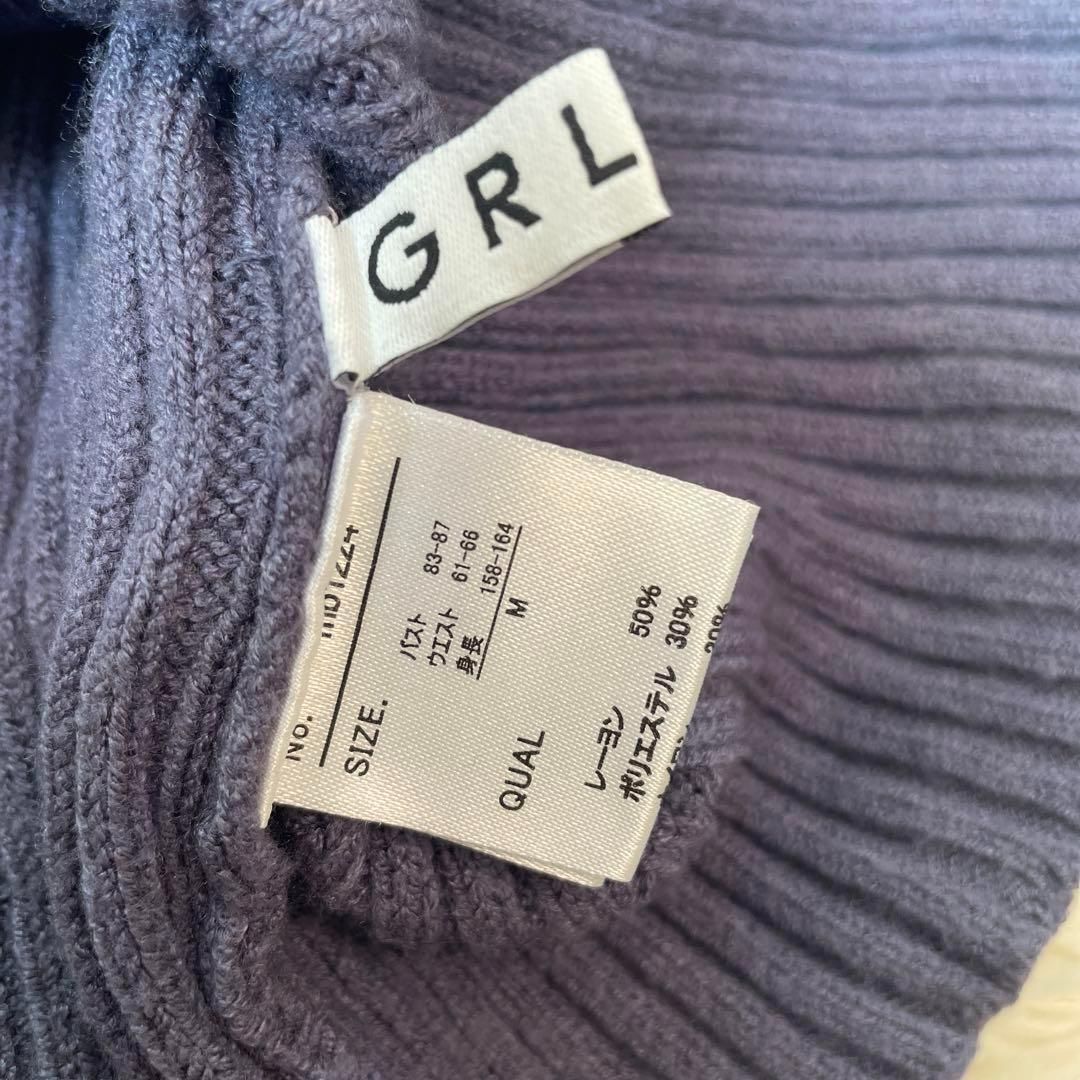 GRL
NO.
SIZE.
バスト 83-87
ウエスト 61-66
身長 158-164
M
QUAL
レーヨン 50%
ポリエステル 30%